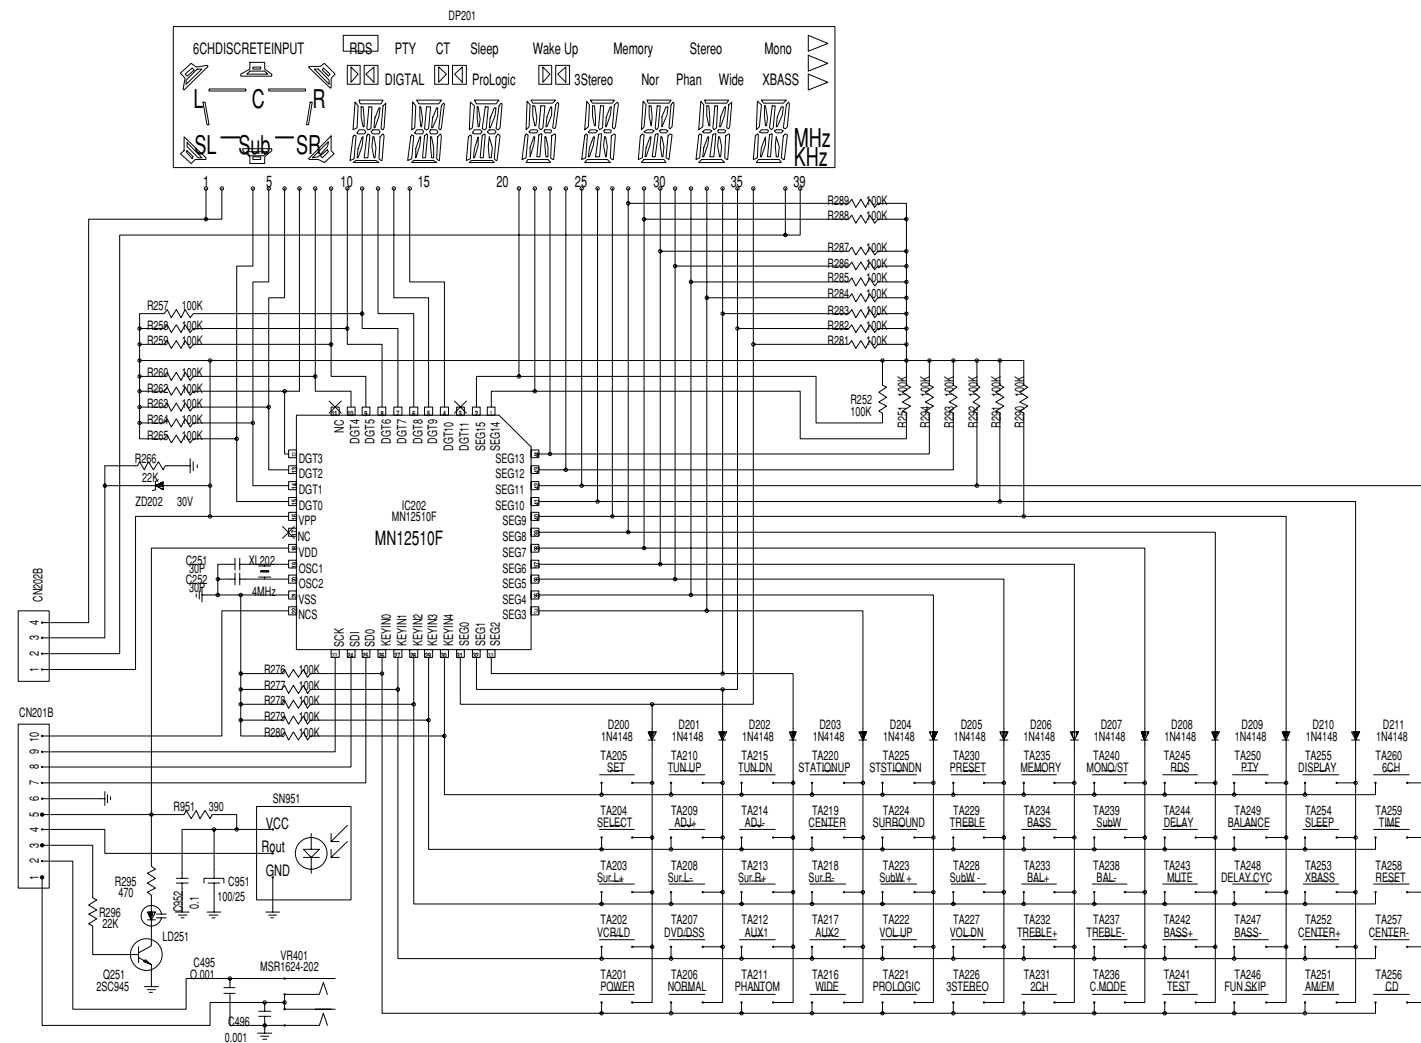 DP201
6CHDISCRETEINPUT RDS PTY CT Sleep Wake Up Memory Stereo Mono
DIGTAL ProLogic 3Stereo Nor Phan Wide XBASS
L C R
SL Sub SR
MHz
KHz
1 5 10 15 20 25 30 35 39
R289 100K
R288 100K
R287 100K
R286 100K
R285 100K
R284 100K
R283 100K
R282 100K
R281 100K
R257 100K
R258 100K
R259 100K
R260 100K
R262 100K
R263 100K
R264 100K
R265 100K
R266
22K
ZD202 30V
R252
100K
R251 100K
R294 100K
R293 100K
R292 100K
R291 100K
R290 100K
NC DGT4 DGT5 DGT6 DGT7 DGT8 DGT9 DGT10 DGT11 SEG15 SEG14
DGT3
DGT2
DGT1
DGT0
VPP
NC
VDD
OSC1
OSC2
VSS
NCS
IC202
MN12510F
MN12510F
SEG13
SEG12
SEG11
SEG10
SEG9
SEG8
SEG7
SEG6
SEG5
SEG4
SEG3
SCK SDI SDO KEYIN0 KEYIN1 KEYIN2 KEYIN3 KEYIN4 SEG0 SEG1 SEG2
C251
30P
C252
30P
XL202
4MHz
CN202B
4
3
2
1
R276 100K
R277 100K
R278 100K
R279 100K
R280 100K
CN201B
10
9
8
7
6
5
4
3
2
1
R951 390
SN951
VCC
Rout
GND
C952
0.1
C951
100/25
R295
470
R296
22K
LD251
Q251
2SC945
C495
O.001
C496
0.001
VR401
MSR1624-202
D200 D201 D202 D203 D204 D205 D206 D207 D208 D209 D210 D211
1N4148 1N4148 1N4148 1N4148 1N4148 1N4148 1N4148 1N4148 1N4148 1N4148 1N4148 1N4148
TA205 TA210 TA215 TA220 TA225 TA230 TA235 TA240 TA245 TA250 TA255 TA260
SET TUN.UP TUN.DN STATIONUP STSTIONDN PRESET MEMORY MONO/ST RDS PTY DISPLAY 6CH
TA204 TA209 TA214 TA219 TA224 TA229 TA234 TA239 TA244 TA249 TA254 TA259
SELECT ADJ+ ADJ- CENTER SURROUND TREBLE BASS SubW DELAY BALANCE SLEEP TIME
TA203 TA208 TA213 TA218 TA223 TA228 TA233 TA238 TA243 TA248 TA253 TA258
Sur.L+ Sur.L- Sur.R+ Sur.R- SubW + SubW - BAL+ BAL- MUTE DELAY.CYC XBASS RESET
TA202 TA207 TA212 TA217 TA222 TA227 TA232 TA237 TA242 TA247 TA252 TA257
VCR/LD DVD/DSS AUX1 AUX2 VOL.UP VOL.DN TREBLE+ TREBLE- BASS+ BASS- CENTER+ CENTER-
TA201 TA206 TA211 TA216 TA221 TA226 TA231 TA236 TA241 TA246 TA251 TA256
POWER NORMAL PHANTOM WIDE PROLOGIC 3STEREO 2CH C.MODE TEST FUN.SKIP AM/EM CD